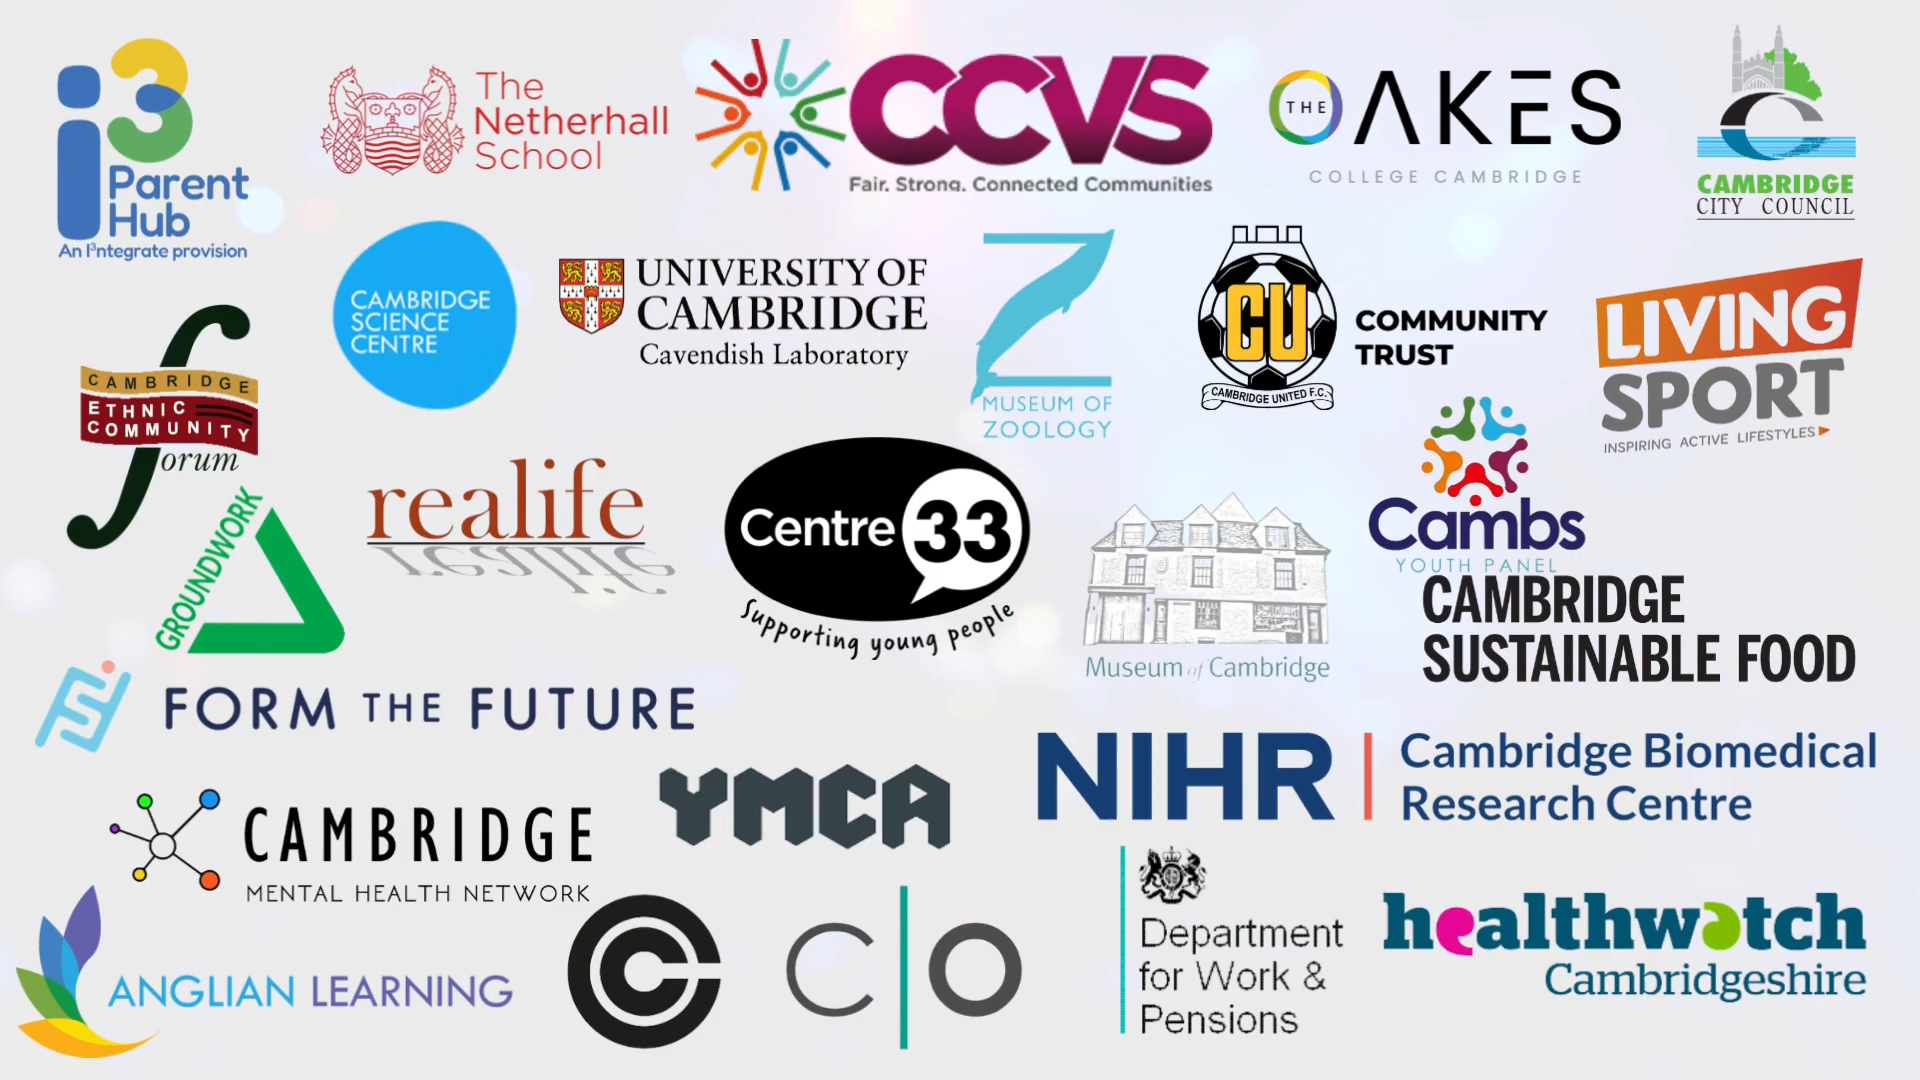 i3
Parent
Hub
An i³ntegrate provision
The
Netherhall
School
CCVS
Fair. Strong. Connected Communities
THE OAKES
COLLEGE CAMBRIDGE
CAMBRIDGE
CITY COUNCIL
CAMBRIDGE
SCIENCE
CENTRE
UNIVERSITY OF
CAMBRIDGE
Cavendish Laboratory
Z
MUSEUM OF
ZOOLOGY
CU
CAMBRIDGE UNITED F.C.
COMMUNITY
TRUST
LIVING
SPORT
INSPIRING ACTIVE LIFESTYLES
CAMBRIDGE
ETHNIC
COMMUNITY
forum
GROUNDWORK
realife
realife
Centre 33
Supporting young people
Museum of Cambridge
Cambs
YOUTH PANEL
CAMBRIDGE
SUSTAINABLE FOOD
FORM THE FUTURE
YMCA
NIHR | Cambridge Biomedical
Research Centre
CAMBRIDGE
MENTAL HEALTH NETWORK
ANGLIAN LEARNING
CC
C|O
Department
for Work &
Pensions
healthwatch
Cambridgeshire